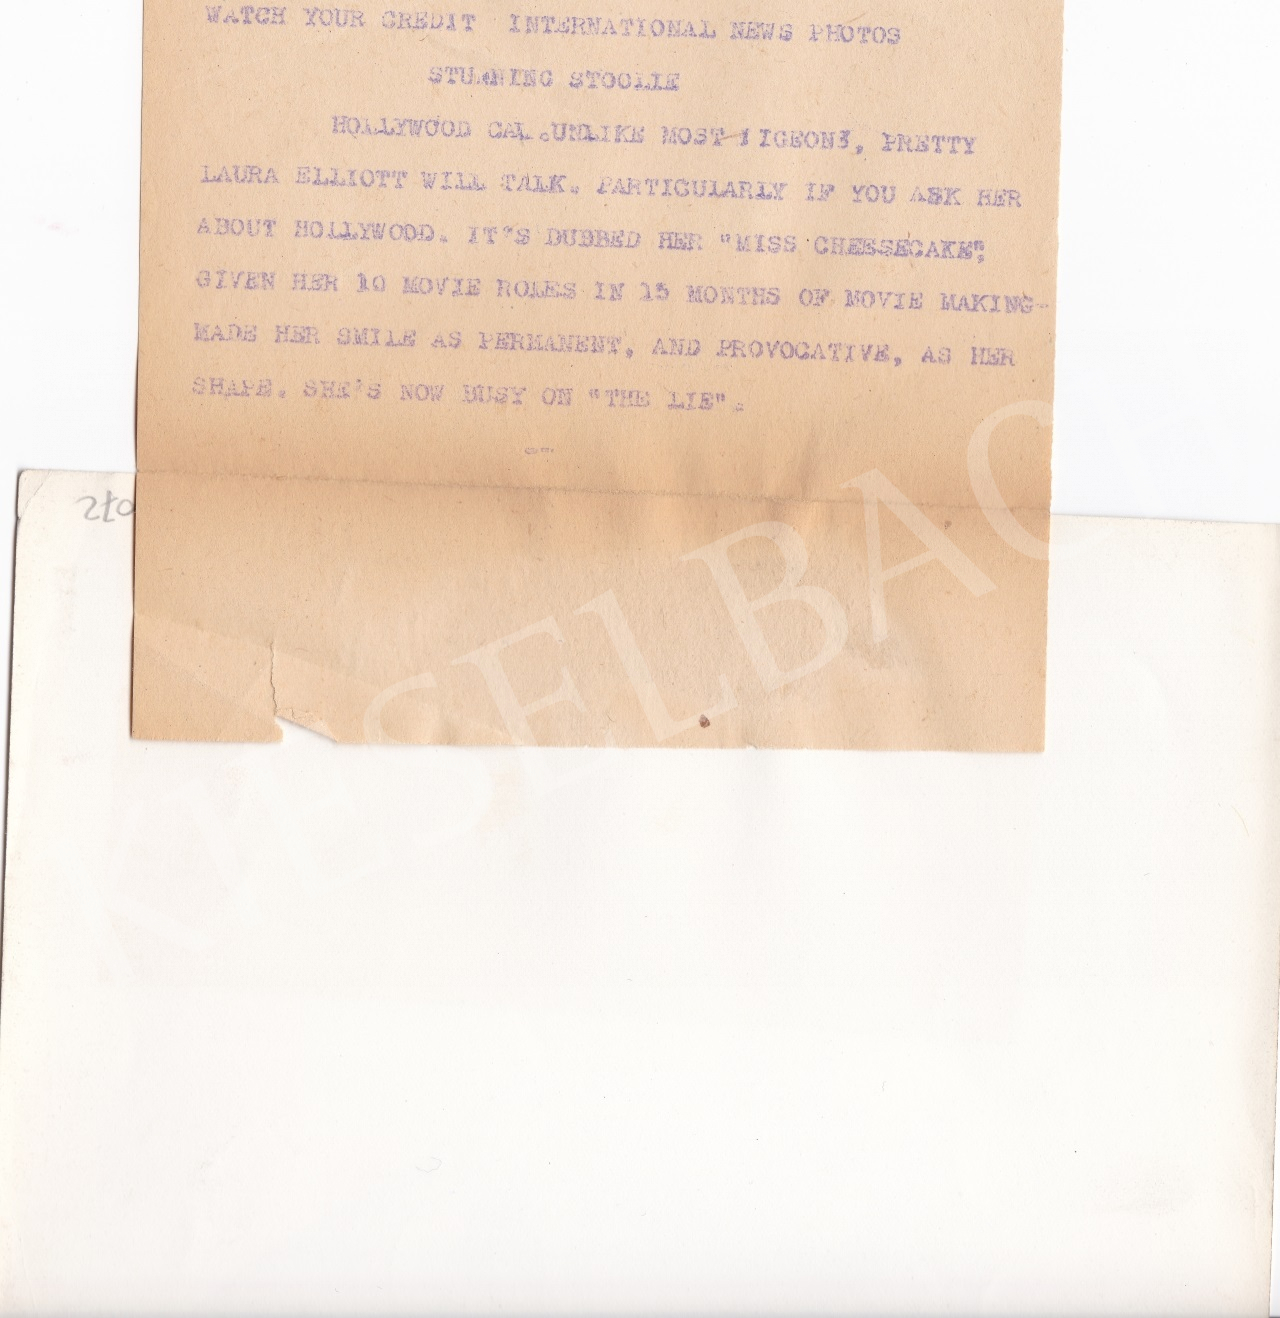 WATCH YOUR CREDIT INTERNATIONAL NEWS PHOTOS
STUNNING STOOLIE
HOLLYWOOD CAL.UNLIKE MOST PIGEONS, PRETTY
LAURA ELLIOTT WILL TALK. PARTICULARLY IF YOU ASK HER
ABOUT HOLLYWOOD. IT'S DUBBED HER "MISS CHEESECAKE",
GIVEN HER 10 MOVIE ROLES IN 15 MONTHS OF MOVIE MAKING-
MADE HER SMILE AS PERMANENT, AND PROVOCATIVE, AS HER
SHAPE. SHE'S NOW BUSY ON "THE LIE".